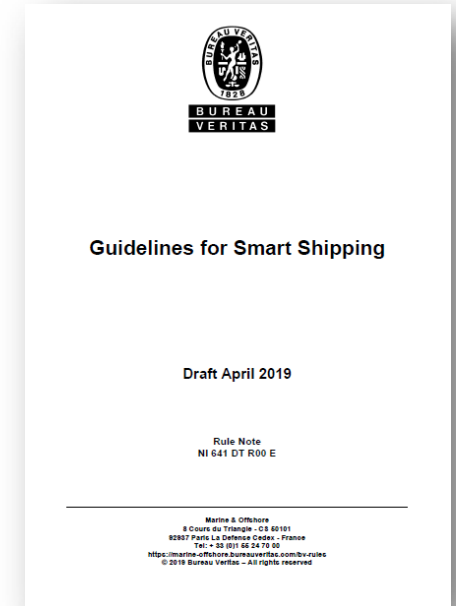 BUREAU VERITAS
1828
BUREAU
VERITAS
Guidelines for Smart Shipping
Draft April 2019
Rule Note
NI 641 DT R00 E
Marine & Offshore
8 Cours du Triangle - CS 50101
92937 Paris La Defense Cedex - France
Tel: + 33 (0)1 55 24 70 00
https://marine-offshore.bureauveritas.com/bv-rules
© 2019 Bureau Veritas – All rights reserved